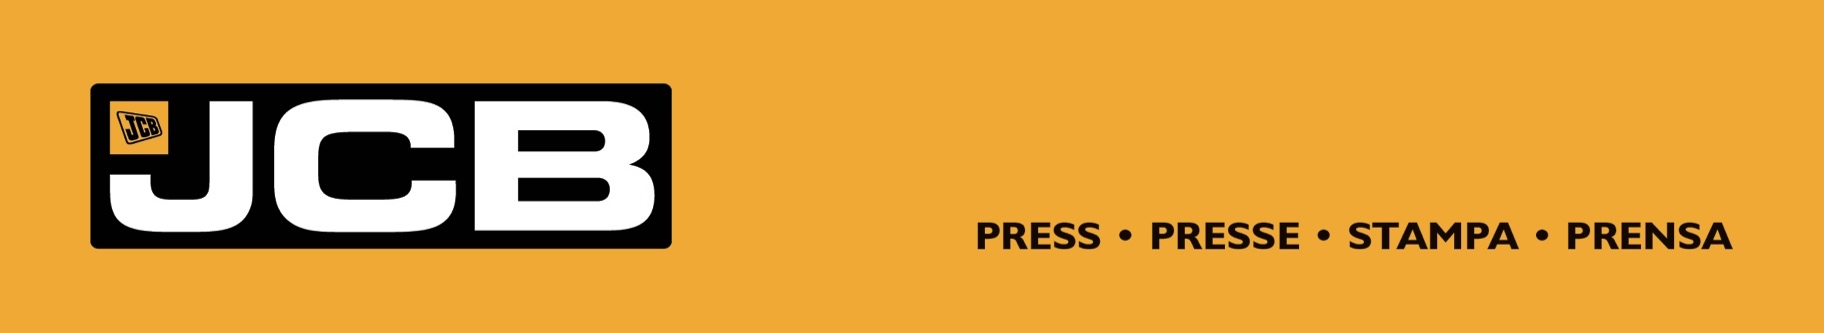 JCB
JCB
PRESS • PRESSE • STAMPA • PRENSA